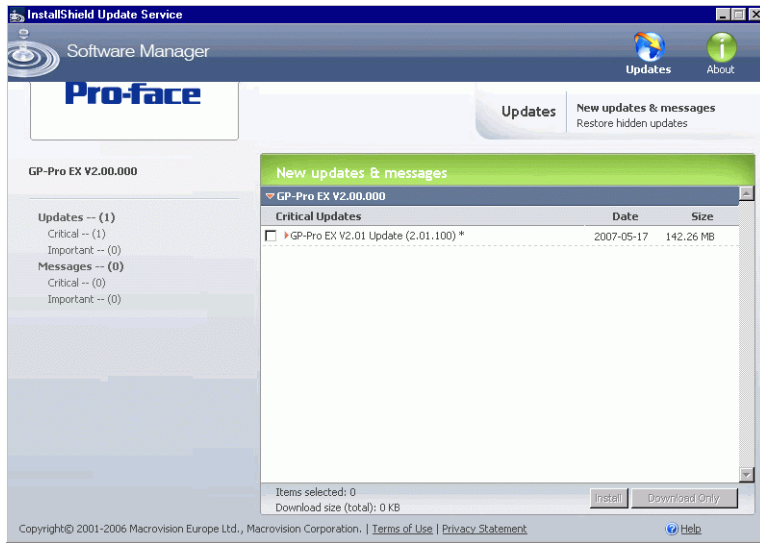 InstallShield Update Service
Software Manager
Updates
About
Pro-face
Updates
New updates & messages
Restore hidden updates
GP-Pro EX V2.00.000
Updates -- (1)
Critical -- (1)
Important -- (0)
Messages -- (0)
Critical -- (0)
Important -- (0)
New updates & messages
GP-Pro EX V2.00.000
Critical Updates Date Size
GP-Pro EX V2.01 Update (2.01.100) * 2007-05-17 142.26 MB
Items selected: 0
Download size (total): 0 KB
Install Download Only
Copyright© 2001-2006 Macrovision Europe Ltd., Macrovision Corporation. | Terms of Use | Privacy Statement Help